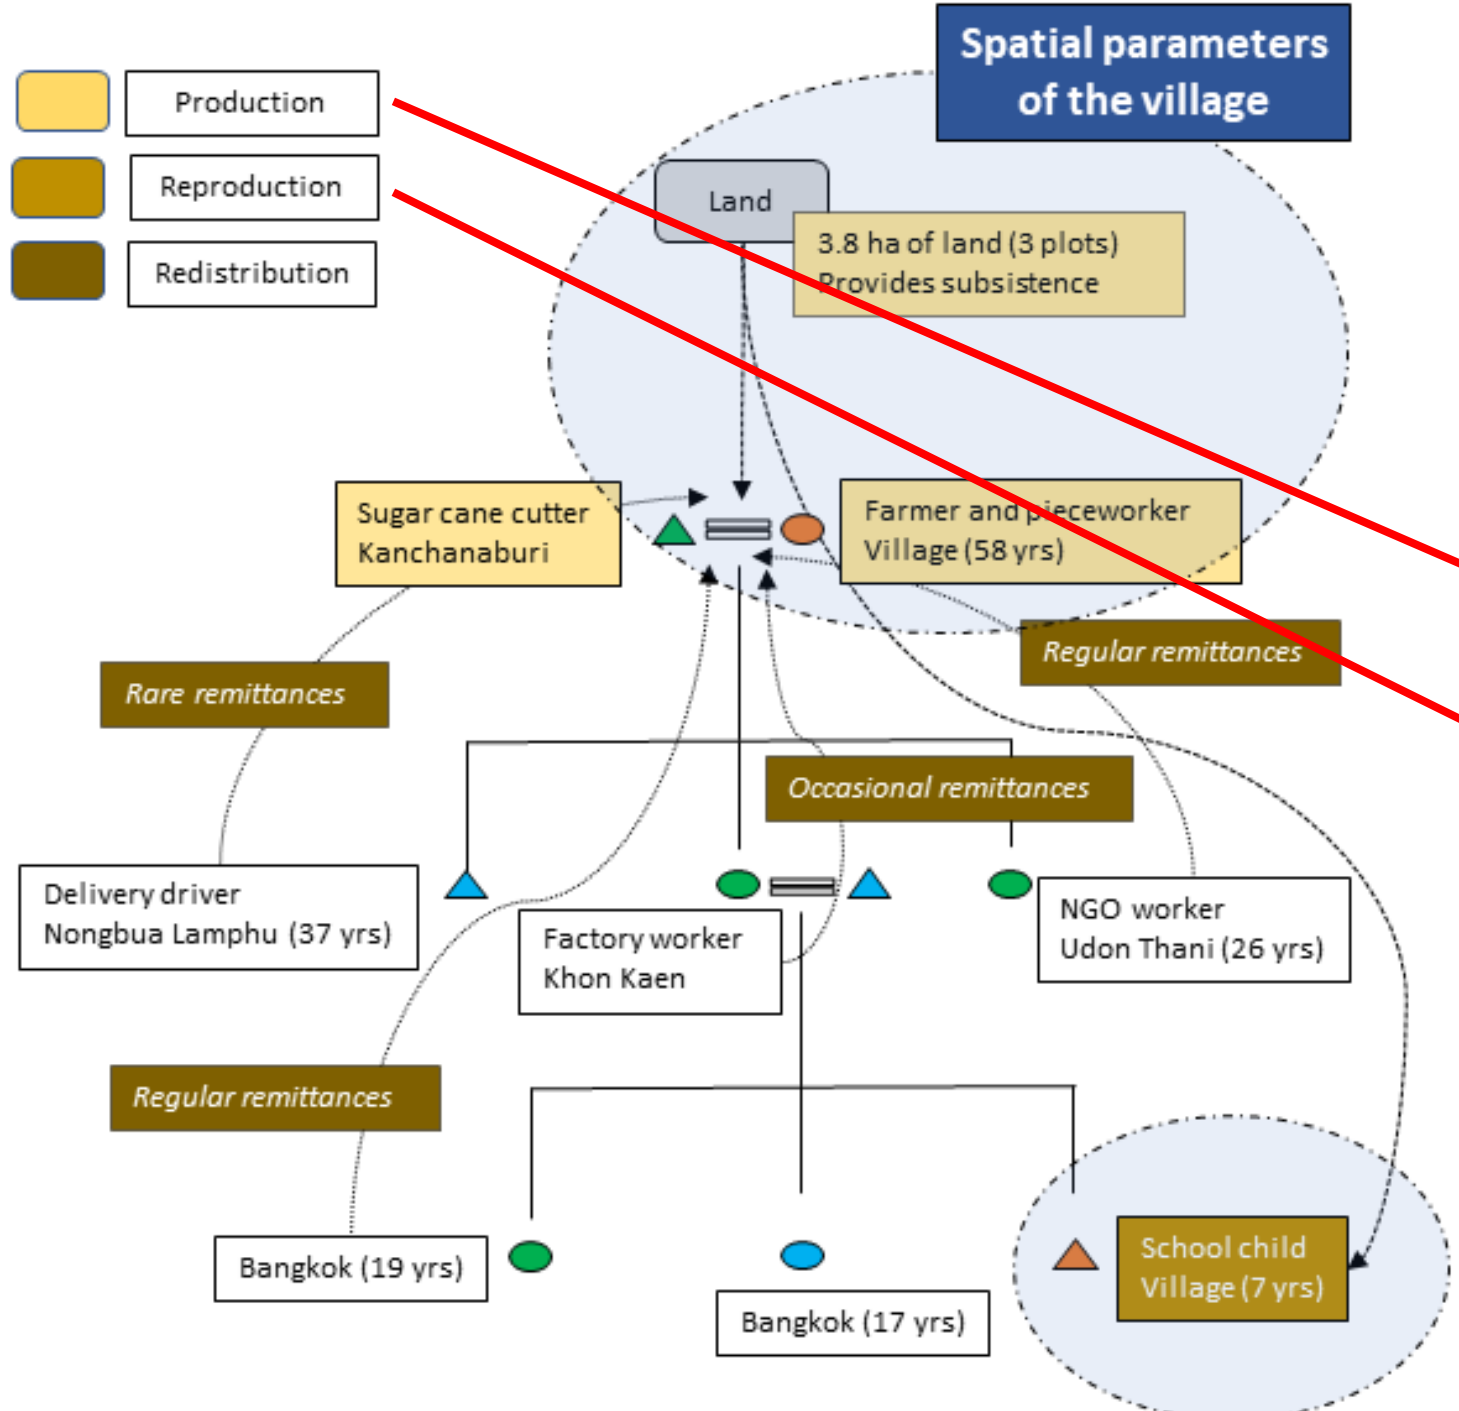 Spatial parameters
of the village
Production
Reproduction
Redistribution
Land
3.8 ha of land (3 plots)
Provides subsistence
Sugar cane cutter
Kanchanaburi
Farmer and pieceworker
Village (58 yrs)
Rare remittances
Regular remittances
Occasional remittances
Delivery driver
Nongbua Lamphu (37 yrs)
Factory worker
Khon Kaen
NGO worker
Udon Thani (26 yrs)
Regular remittances
Bangkok (19 yrs)
Bangkok (17 yrs)
School child
Village (7 yrs)